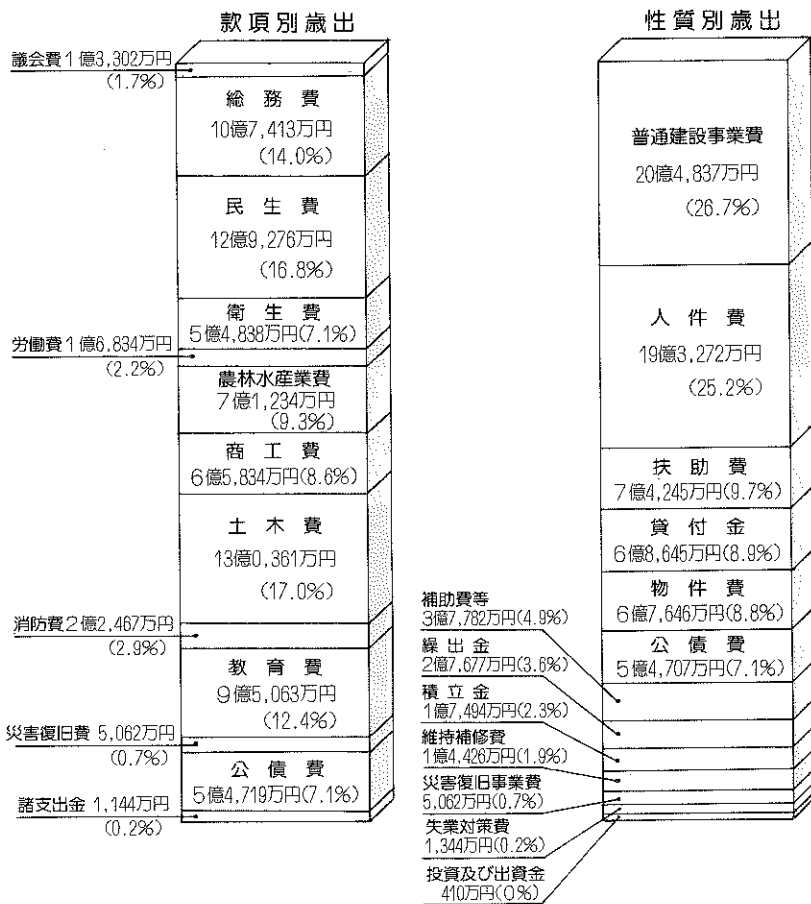 款項別歳出
議会費1億3,302万円
(1.7%)
総務費
10億7,413万円
(14.0%)
民生費
12億9,276万円
(16.8%)
衛生費
5億4,838万円(7.1%)
労働費1億6,834万円
(2.2%)
農林水産業費
7億1,234万円
(9.3%)
商工費
6億5,834万円(8.6%)
土木費
13億0,361万円
(17.0%)
消防費2億2,467万円
(2.9%)
教育費
9億5,063万円
(12.4%)
災害復旧費 5,062万円
(0.7%)
公債費
5億4,719万円(7.1%)
諸支出金 1,144万円
(0.2%)
性質別歳出
普通建設事業費
20億4,837万円
(26.7%)
人件費
19億3,272万円
(25.2%)
扶助費
7億4,245万円(9.7%)
貸付金
6億8,645万円(8.9%)
物件費
6億7,646万円(8.8%)
公債費
5億4,707万円(7.1%)
補助費等
3億7,782万円(4.9%)
繰出金
2億7,677万円(3.6%)
積立金
1億7,494万円(2.3%)
維持補修費
1億4,426万円(1.9%)
災害復旧事業費
5,062万円(0.7%)
失業対策費
1,344万円(0.2%)
投資及び出資金
410万円(0%)